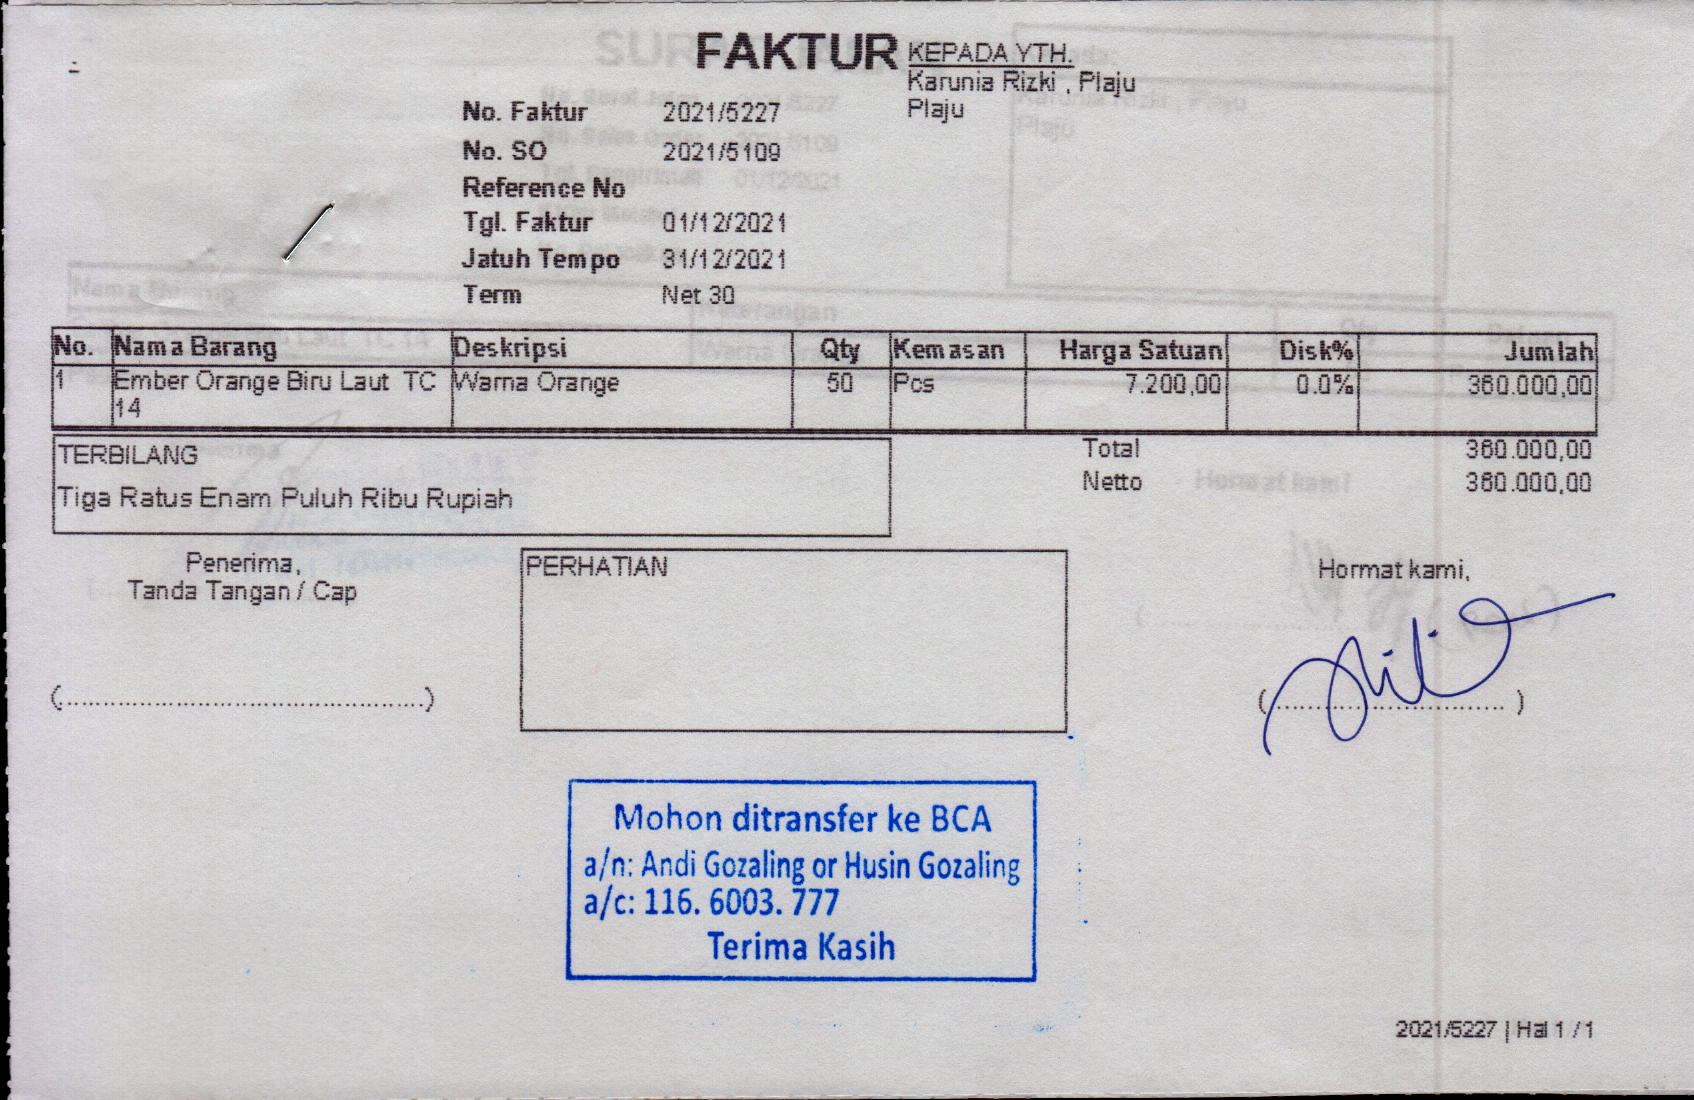 FAKTUR
KEPADA YTH.
Karunia Rizki , Plaju
Plaju
No. Faktur 2021/5227
No. SO 2021/5109
Reference No
Tgl. Faktur 01/12/2021
Jatuh Tempo 31/12/2021
Term Net 30
No. Nama Barang Deskripsi Qty Kemasan Harga Satuan Disk% Jumlah
1 Ember Orange Biru Laut TC Warna Orange 50 Pcs 7.200,00 0.0% 360.000,00
14
TERBILANG
Tiga Ratus Enam Puluh Ribu Rupiah
Total 360.000,00
Netto 360.000,00
Penerima,
Tanda Tangan / Cap
(..............................................)
PERHATIAN
Hormat kami,
(.............................. )
Mohon ditransfer ke BCA
a/n: Andi Gozaling or Husin Gozaling
a/c: 116. 6003. 777
Terima Kasih
2021/5227 | Hal 1 / 1